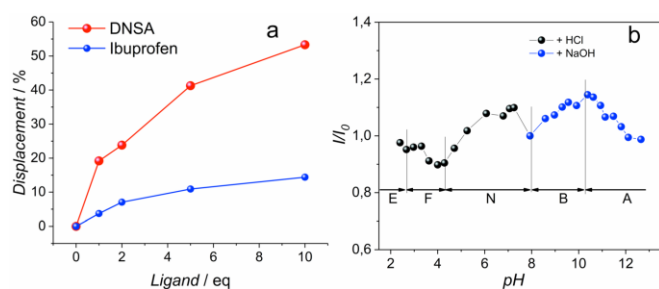 a
DNSA
Ibuprofen
Displacement / %
60
50
40
30
20
10
0
0
2
4
6
8
10
Ligand / eq
b
+ HCl
+ NaOH
I/I0
1,4
1,2
1,0
0,8
0,6
E F N B A
2 4 6 8 10 12
pH